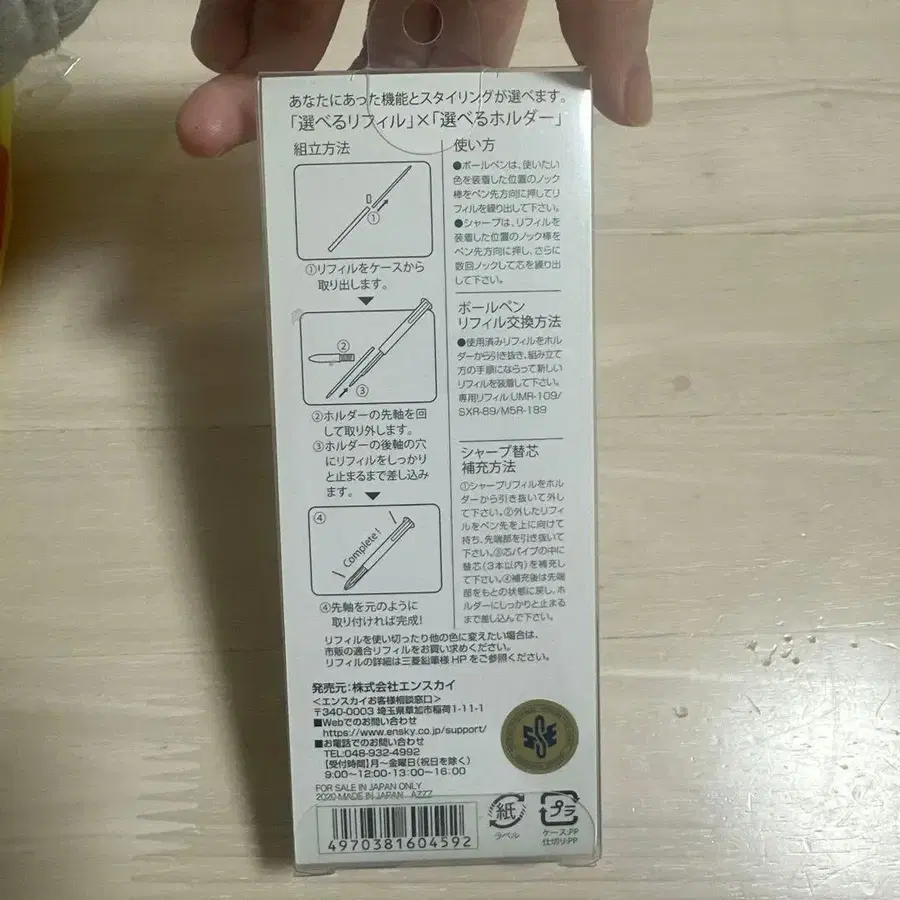 あなたにあった機能とスタイリングが選べます。
「選べるリフィル」×「選べるホルダー」
組立方法
①
①リフィルをケースから
取り出します。
②
③
②ホルダーの先軸を回
して取り外します。
③ホルダーの後軸の穴
にリフィルをしっかり
と止まるまで差し込み
ます。
④
Complete!
④先軸を元のように
取り付ければ完成!
使い方
●ボールペンは、使いたい
色を装着した位置のノック
棒をペン先方向に押してリ
フィルを繰り出して下さい。
●シャープは、リフィルを
装着した位置のノック棒を
ペン先方向に押し、さらに
数回ノックして芯を繰り出
して下さい。
ボールペン
リフィル交換方法
●使用済みリフィルをホル
ダーから引き抜き、組み立て
方の手順にならって新しい
リフィルを装着して下さい。
専用リフィル UMR-109/
SXR-89/M5R-189
シャープ替芯
補充方法
①シャープリフィルをホル
ダーから引き抜いて外し
て下さい。②外したリフィ
ルをペン先を上に向けて
持ち、先端部を引き抜いて
下さい。③芯パイプの中に
替芯(3本以内)を補充し
て下さい。④補充後は先端
部をもとの状態に戻し、ホ
ルダーにしっかりと止まる
まで差し込んで下さい。
リフィルを使い切ったり他の色に変えたい場合は、
市販の適合リフィルをお買い求めください。
リフィルの詳細は三菱鉛筆様 HP をご参照ください。
発売元:株式会社エンスカイ
<エンスカイお客様相談窓口>
〒340-0003 埼玉県草加市稲荷1-11-1
■Webでのお問い合わせ
https://www.ensky.co.jp/support/
■お電話でのお問い合わせ
TEL:048-932-4992
【受付時間】月～金曜日(祝日を除く)
9:00～12:00・13:00～16:00
FOR SALE IN JAPAN ONLY
2020 MADE IN JAPAN AZZZ
4970381604592
紙
ラベル
プラ
ケース:PP
仕切り:PP